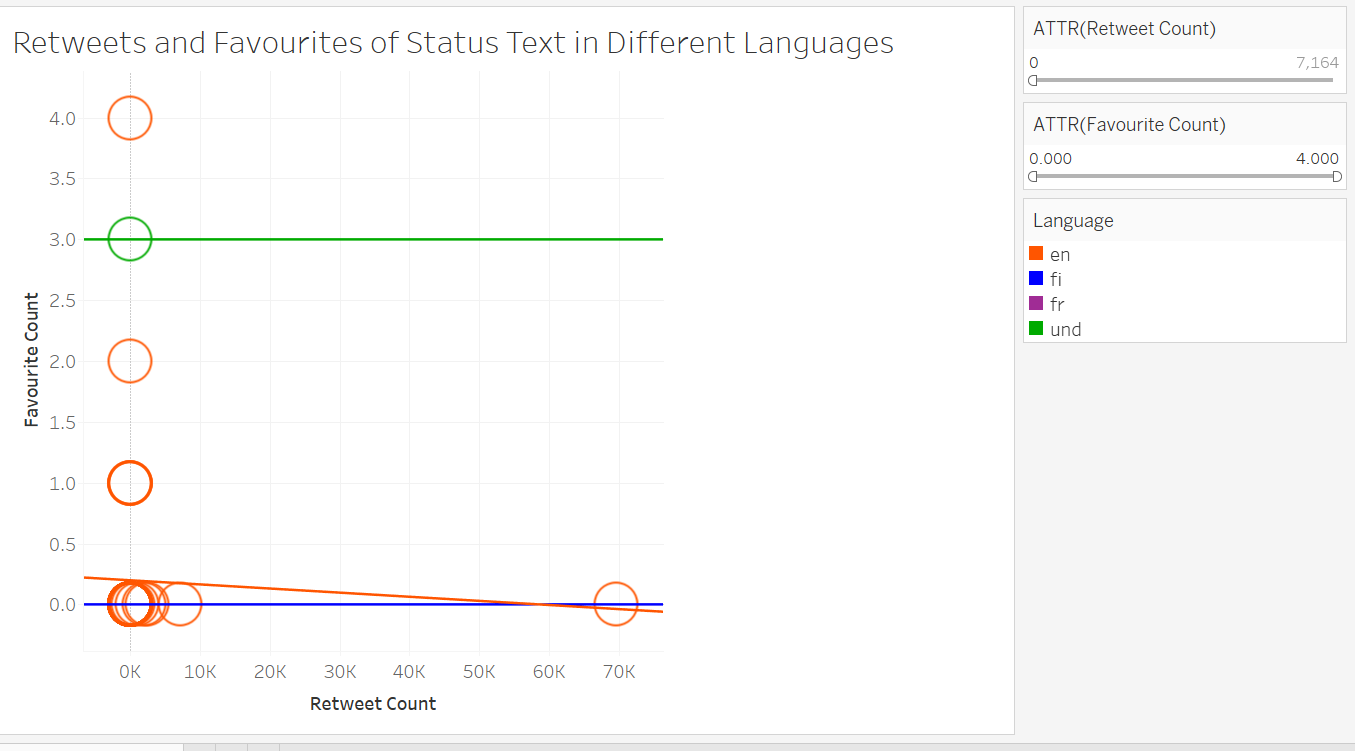 Retweets and Favourites of Status Text in Different Languages
4.0
3.5
3.0
2.5
2.0
1.5
1.0
0.5
0.0
Favourite Count
0K 10K 20K 30K 40K 50K 60K 70K
Retweet Count
ATTR(Retweet Count)
0 7,164
ATTR(Favourite Count)
0.000 4.000
Language
en
fi
fr
und